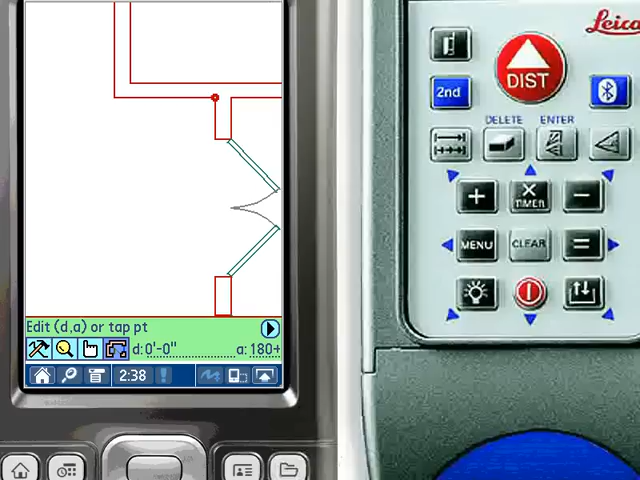 Leica
DIST
2nd
DELETE ENTER
+ × TIMER −
MENU CLEAR =
Edit (d,a) or tap pt
d:0'-0" a:180+
2:38 !